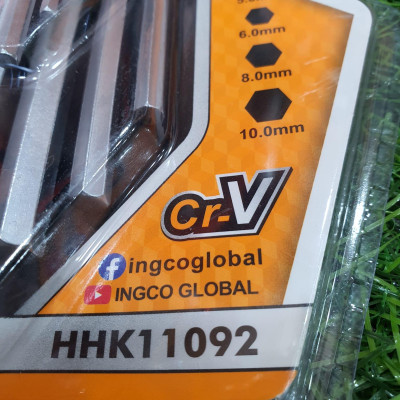 6.0mm
8.0mm
10.0mm
Cr-V
ingcoglobal
INGCO GLOBAL
HHK11092